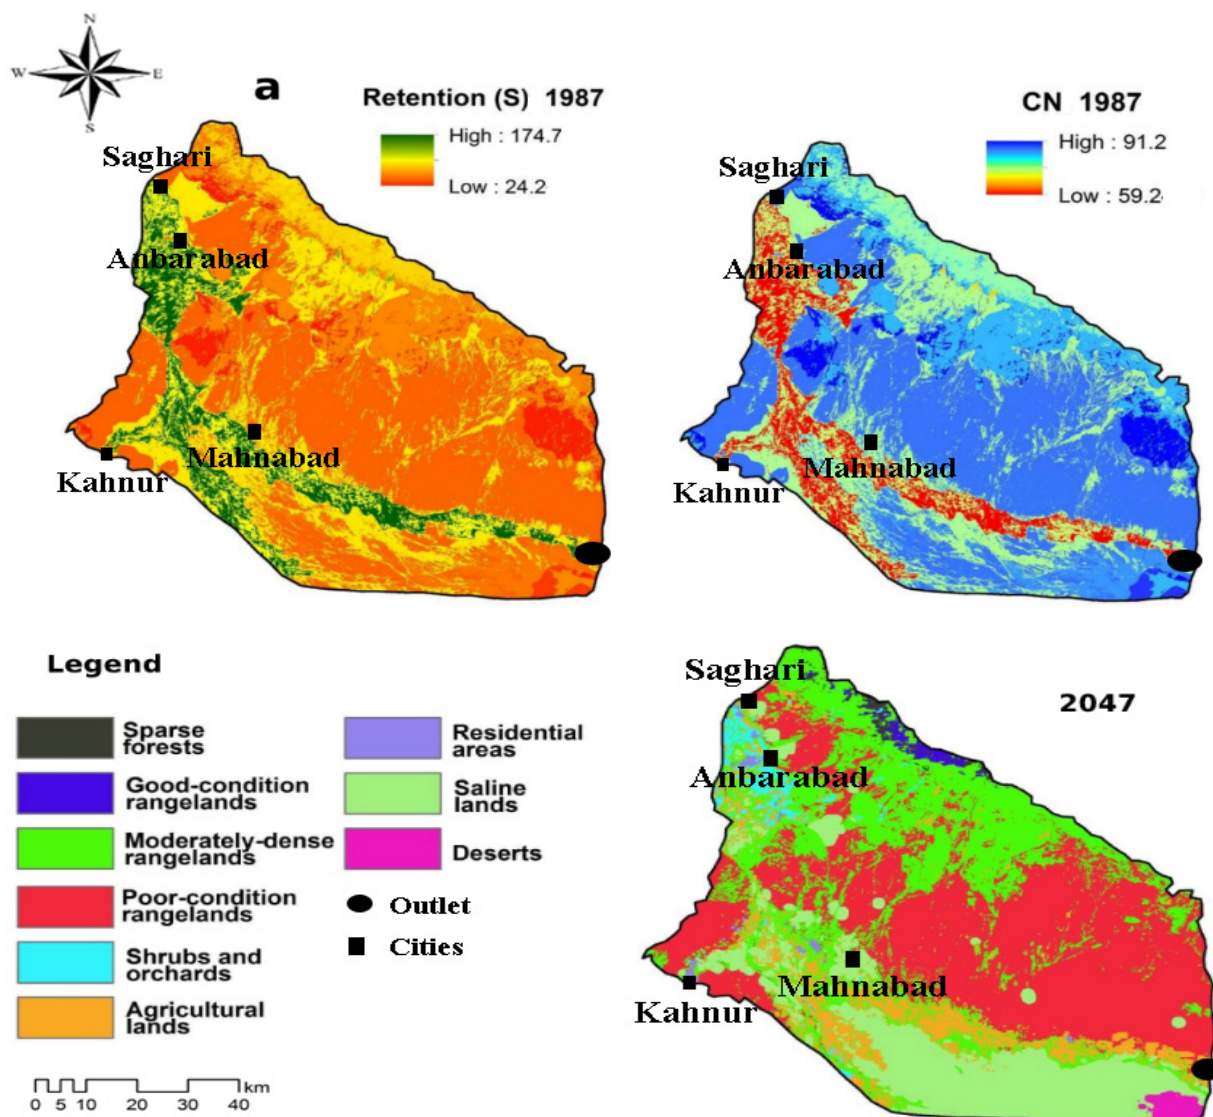 N
W E
S
a
Retention (S) 1987
High : 174.7
Low : 24.2
Saghari
Anbarabad
Mahnabad
Kahnur
CN 1987
High : 91.2
Low : 59.2
Saghari
Anbarabad
Mahnabad
Kahnur
Legend
Sparse
forests
Good-condition
rangelands
Moderately-dense
rangelands
Poor-condition
rangelands
Shrubs and
orchards
Agricultural
lands
Residential
areas
Saline
lands
Deserts
Outlet
Cities
km
0 5 10 20 30 40
2047
Saghari
Anbarabad
Mahnabad
Kahnur